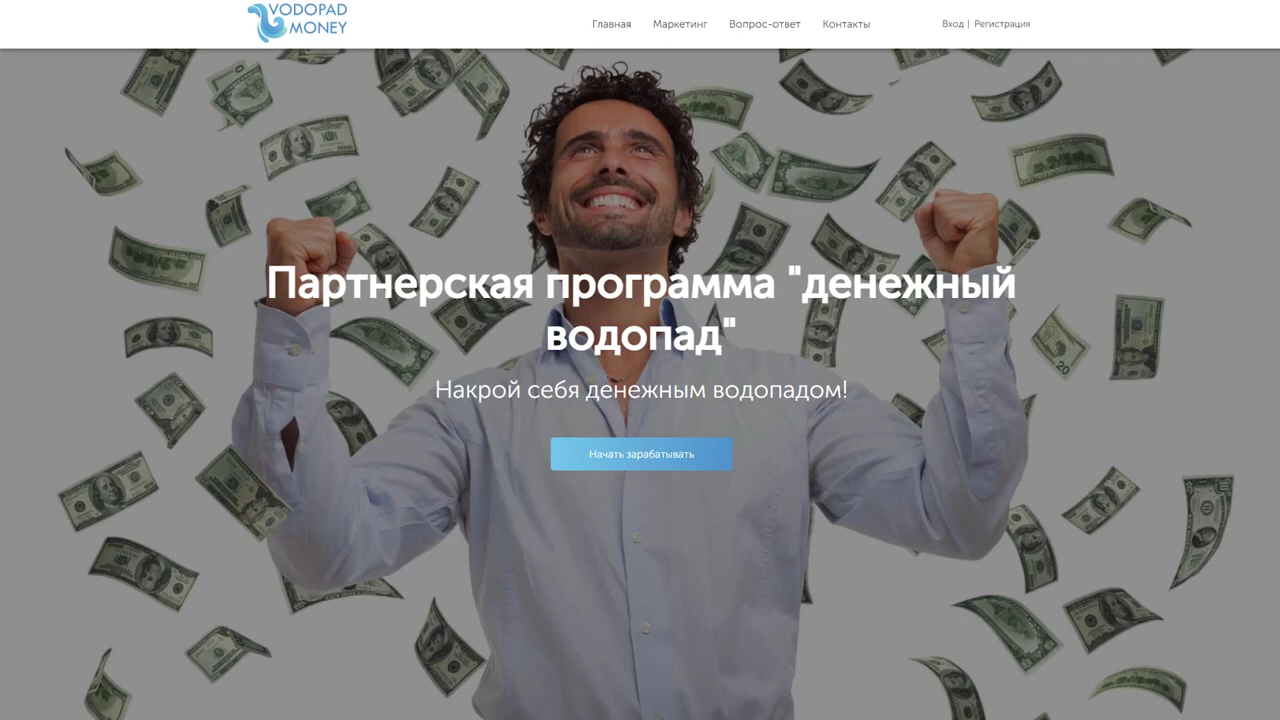 VODOPAD
MONEY
Главная Маркетинг Вопрос-ответ Контакты Вход | Регистрация
Партнерская программа "денежный
водопад"
Накрой себя денежным водопадом!
Начать зарабатывать